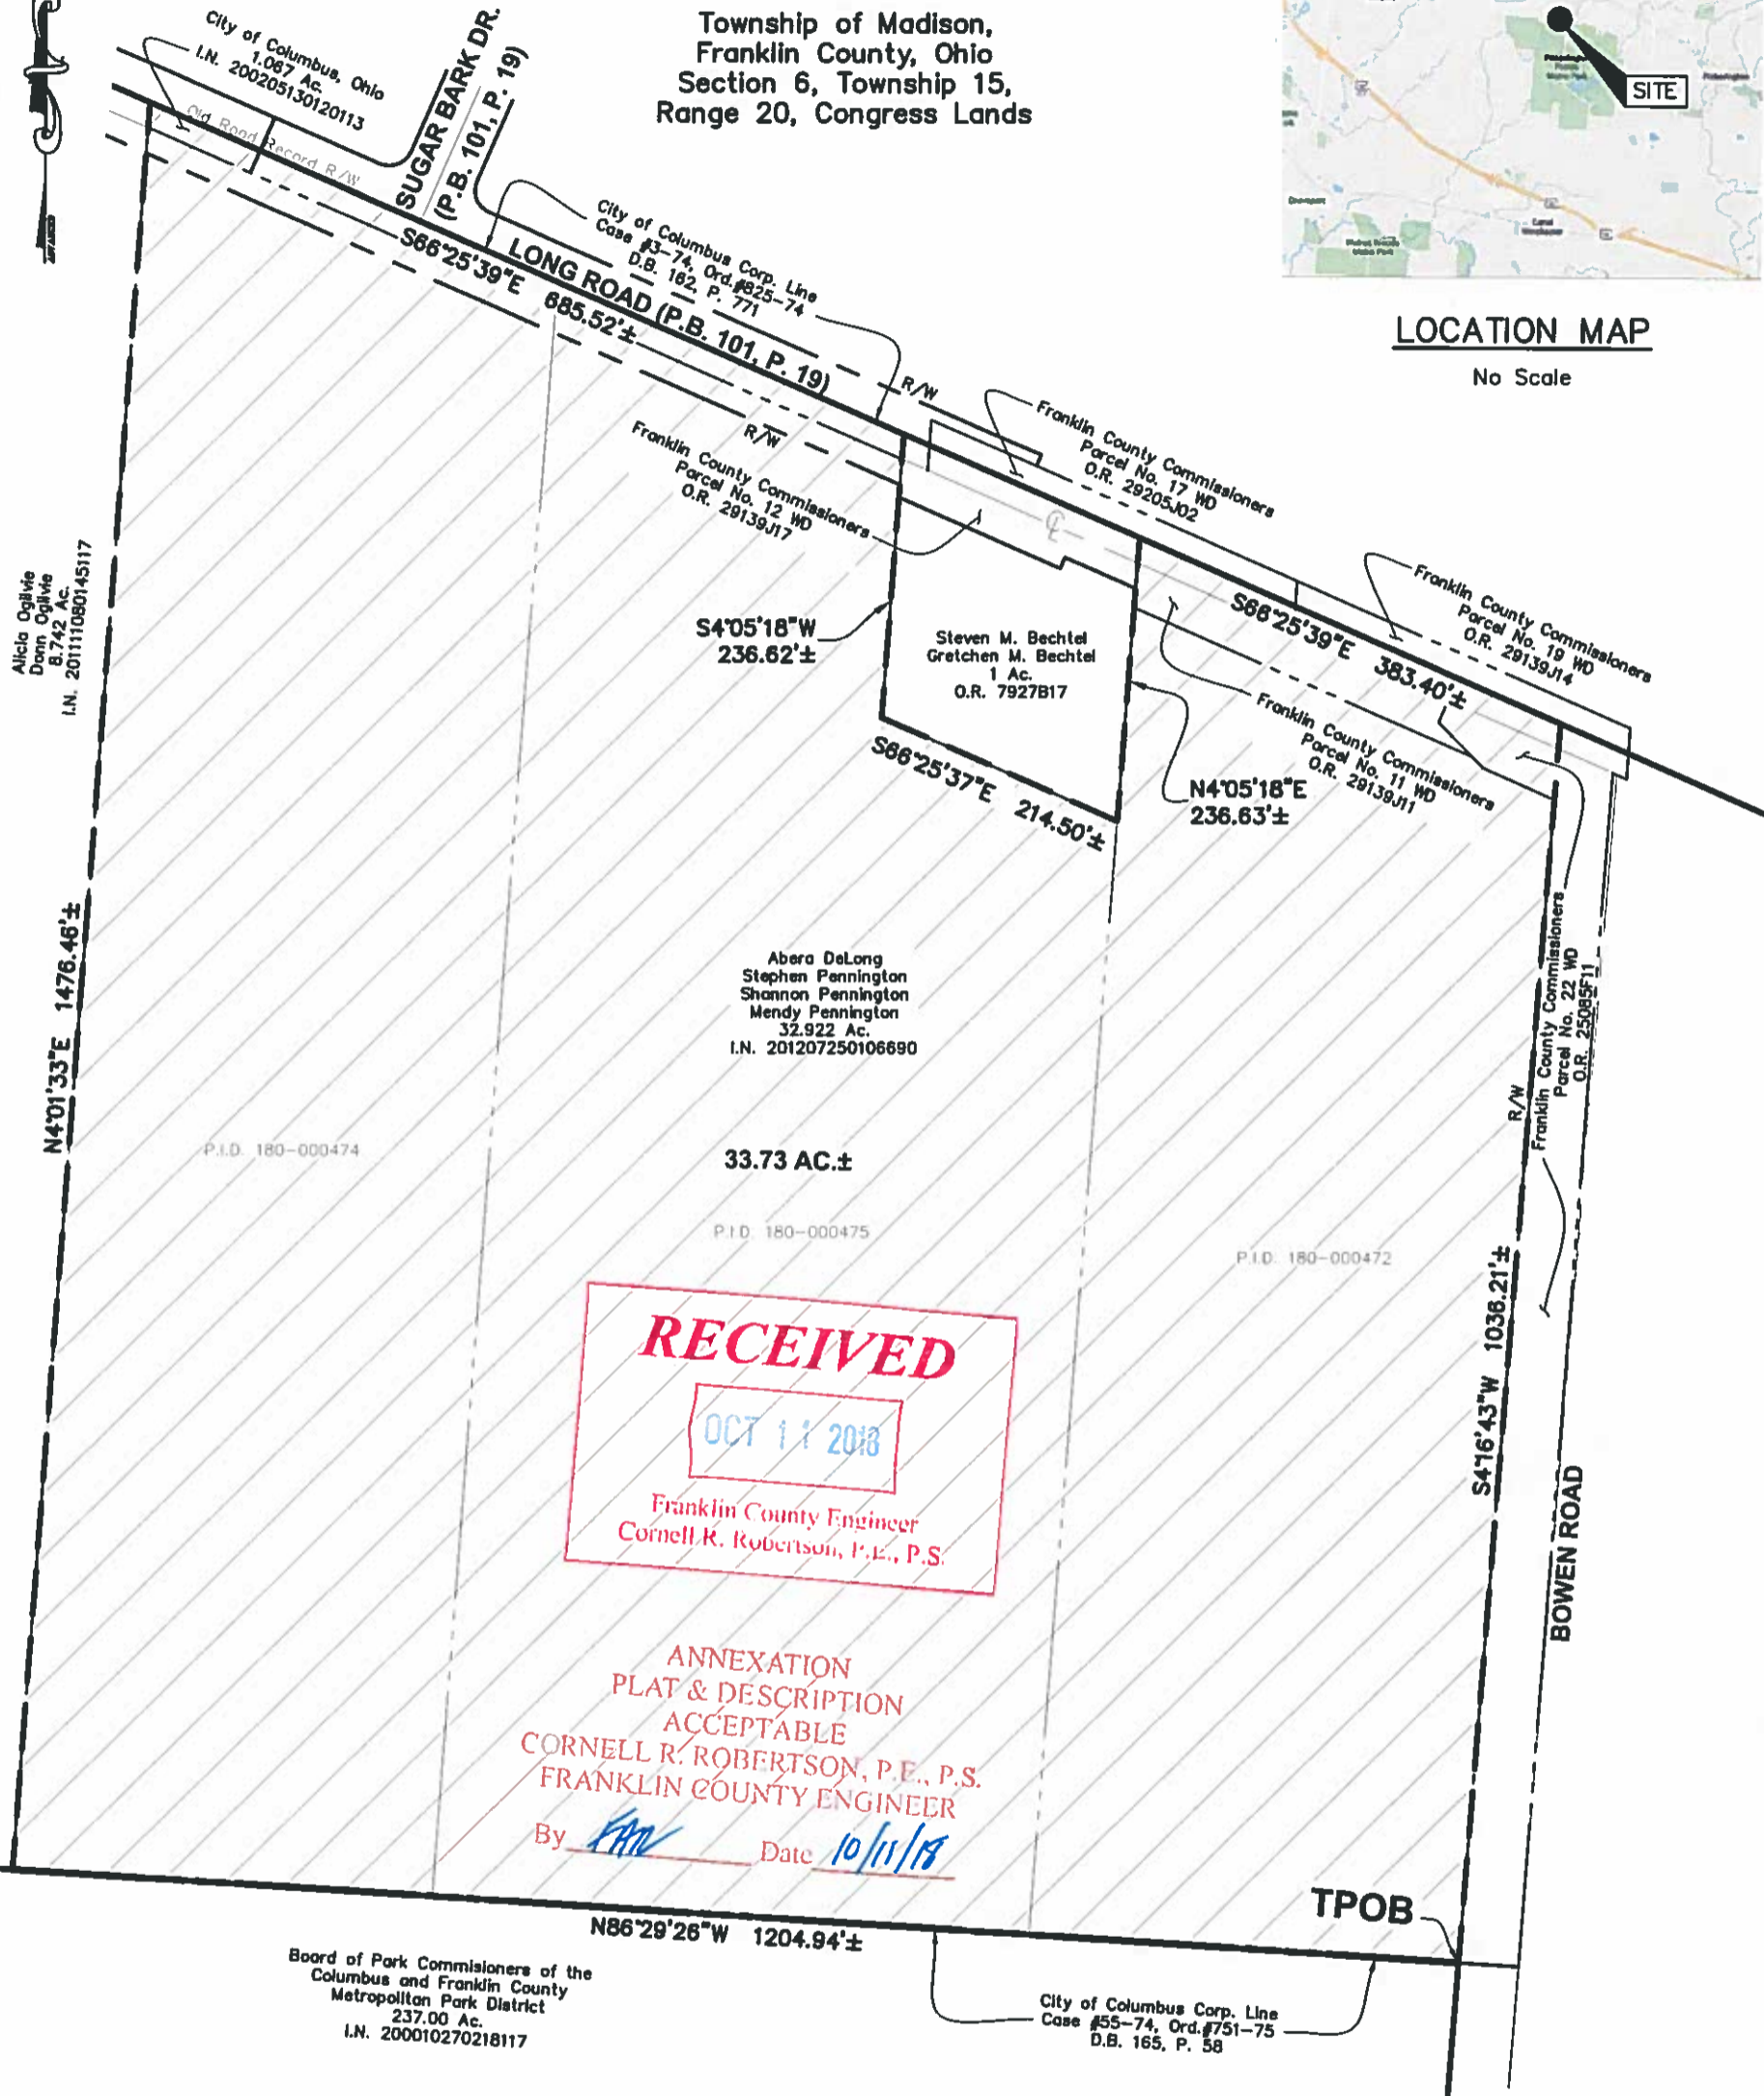 Township of Madison,
Franklin County, Ohio
Section 6, Township 15,
Range 20, Congress Lands
SITE
LOCATION MAP
No Scale
City of Columbus, Ohio
1.067 Ac.
I.N. 200205130120113
Old Road Record R/W
SUGAR BARK DR.
(P.B. 101, P. 19)
City of Columbus Corp. Line
Case #3-74, Ord.#825-74
D.B. 162, P. 771
S66°25'39"E 685.52'±
LONG ROAD (P.B. 101, P. 19)
R/W
R/W
Franklin County Commissioners
Parcel No. 12 WD
O.R. 29139J17
Franklin County Commissioners
Parcel No. 17 WD
O.R. 29205J02
Franklin County Commissioners
Parcel No. 19 WD
O.R. 29139J14
S66°25'39"E 383.40'±
Franklin County Commissioners
Parcel No. 11 WD
O.R. 29139J11
S4°05'18"W
236.62'±
Steven M. Bechtel
Gretchen M. Bechtel
1 Ac.
O.R. 7927B17
S66°25'37"E 214.50'±
N4°05'18"E
236.63'±
Alicia Ogilvie
Donn Ogilvie
8.742 Ac.
I.N. 201111080145117
N4°01'33"E 1476.46'±
Abera DeLong
Stephen Pennington
Shannon Pennington
Mendy Pennington
32.922 Ac.
I.N. 201207250106690
33.73 AC.±
P.I.D. 180-000474
P.I.D. 180-000475
P.I.D. 180-000472
R/W
Franklin County Commissioners
Parcel No. 22 WD
O.R. 25085F11
S4°16'43"W 1036.21'±
BOWEN ROAD
RECEIVED
OCT 11 2018
Franklin County Engineer
Cornell R. Robertson, P.E., P.S.
ANNEXATION
PLAT & DESCRIPTION
ACCEPTABLE
CORNELL R. ROBERTSON, P.E., P.S.
FRANKLIN COUNTY ENGINEER
By Date 10/11/18
TPOB
N86°29'26"W 1204.94'±
Board of Park Commisioners of the
Columbus and Franklin County
Metropolitan Park District
237.00 Ac.
I.N. 200010270218117
City of Columbus Corp. Line
Case #55-74, Ord.#751-75
D.B. 165, P. 58